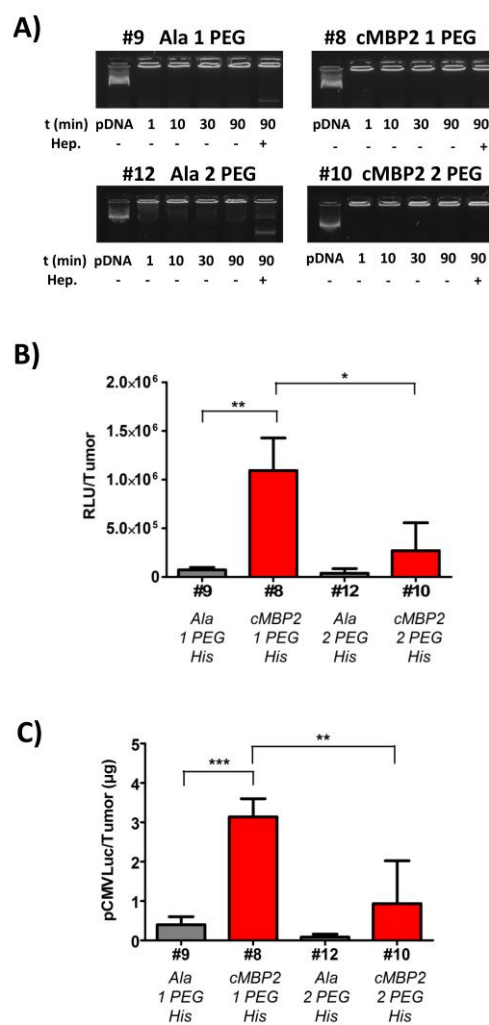 A)
#9 Ala 1 PEG #8 cMBP2 1 PEG
t (min) pDNA 1 10 30 90 90 pDNA 1 10 30 90 90
Hep. - - - - - + - - - - - +
#12 Ala 2 PEG #10 cMBP2 2 PEG
t (min) pDNA 1 10 30 90 90 pDNA 1 10 30 90 90
Hep. - - - - - + - - - - - +
B)
RLU/Tumor
2.0×10⁶
1.5×10⁶
1.0×10⁶
5.0×10⁵
0
** *
#9 #8 #12 #10
Ala cMBP2 Ala cMBP2
1 PEG 1 PEG 2 PEG 2 PEG
His His His His
C)
pCMVLuc/Tumor (µg)
5
4
3
2
1
0
*** **
#9 #8 #12 #10
Ala cMBP2 Ala cMBP2
1 PEG 1 PEG 2 PEG 2 PEG
His His His His